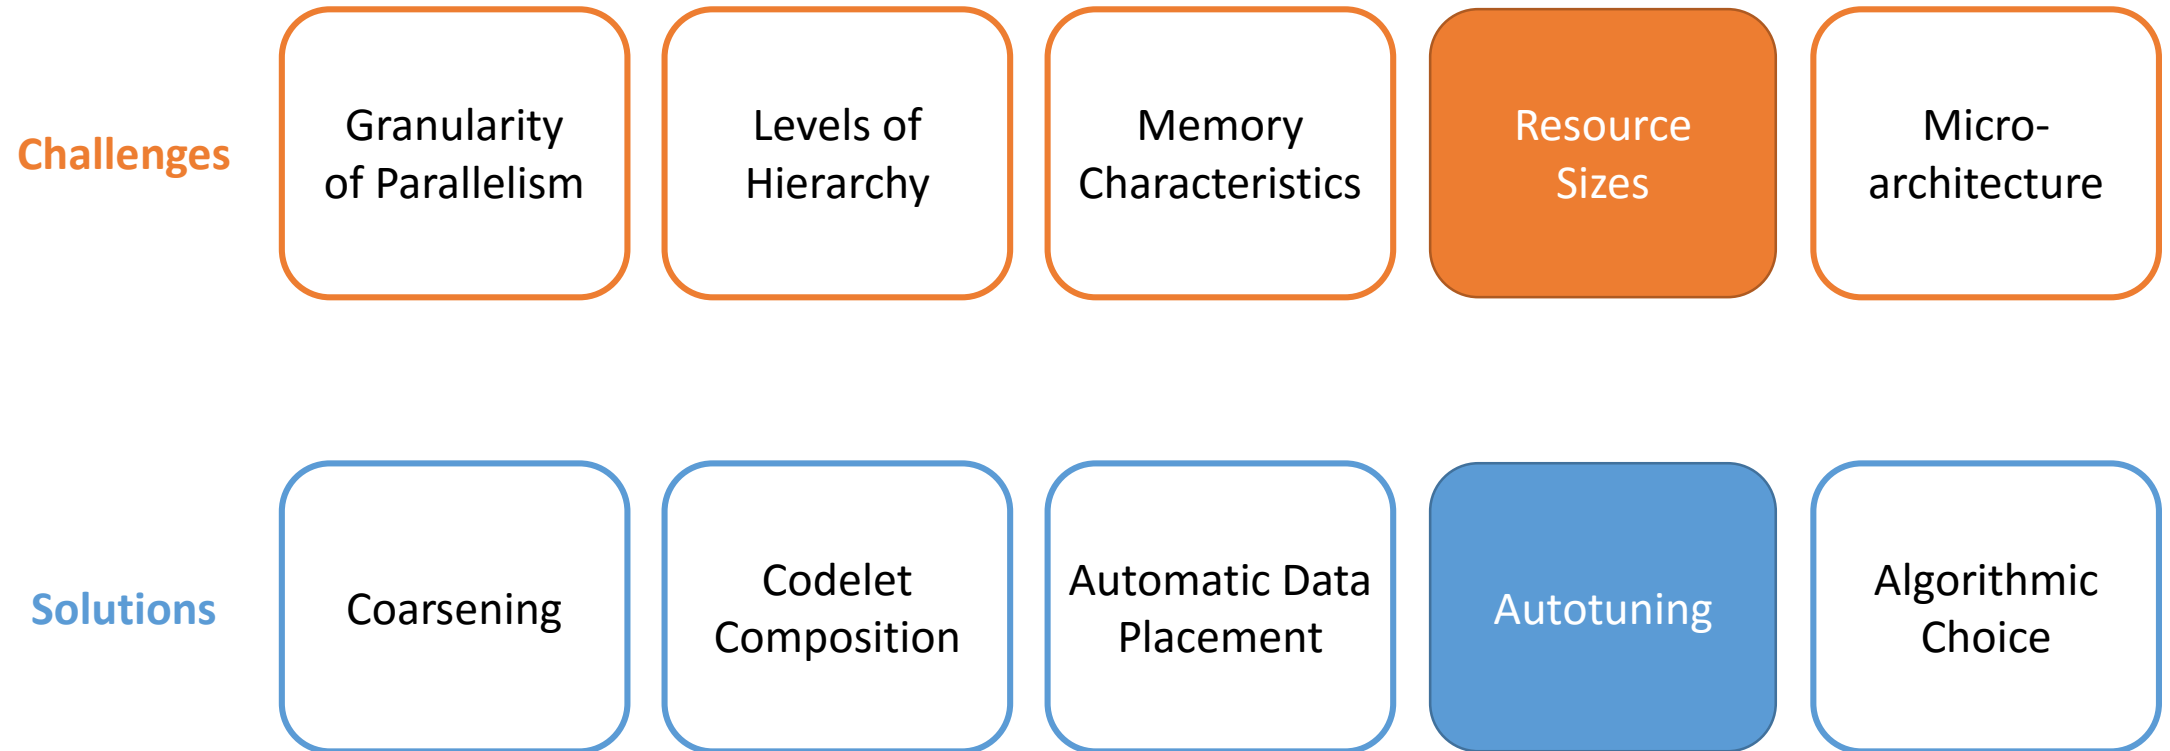 Challenges
Granularity
of Parallelism
Levels of
Hierarchy
Memory
Characteristics
Resource
Sizes
Micro-
architecture
Solutions
Coarsening
Codelet
Composition
Automatic Data
Placement
Autotuning
Algorithmic
Choice